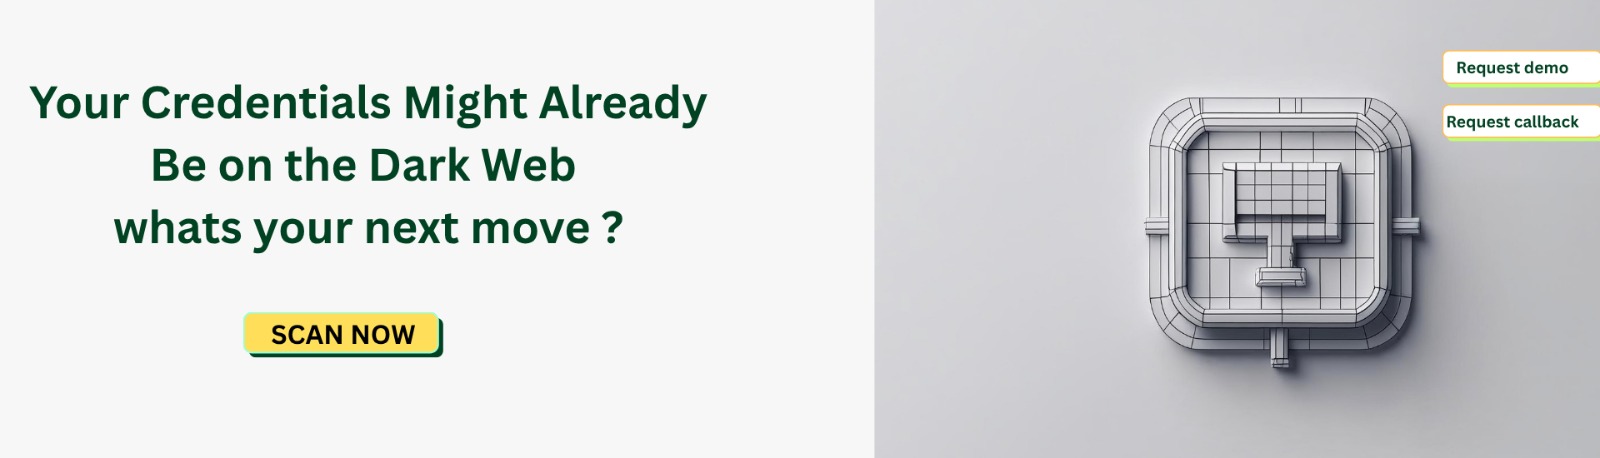 Your Credentials Might Already
Be on the Dark Web
whats your next move ?
SCAN NOW
Request demo
Request callback